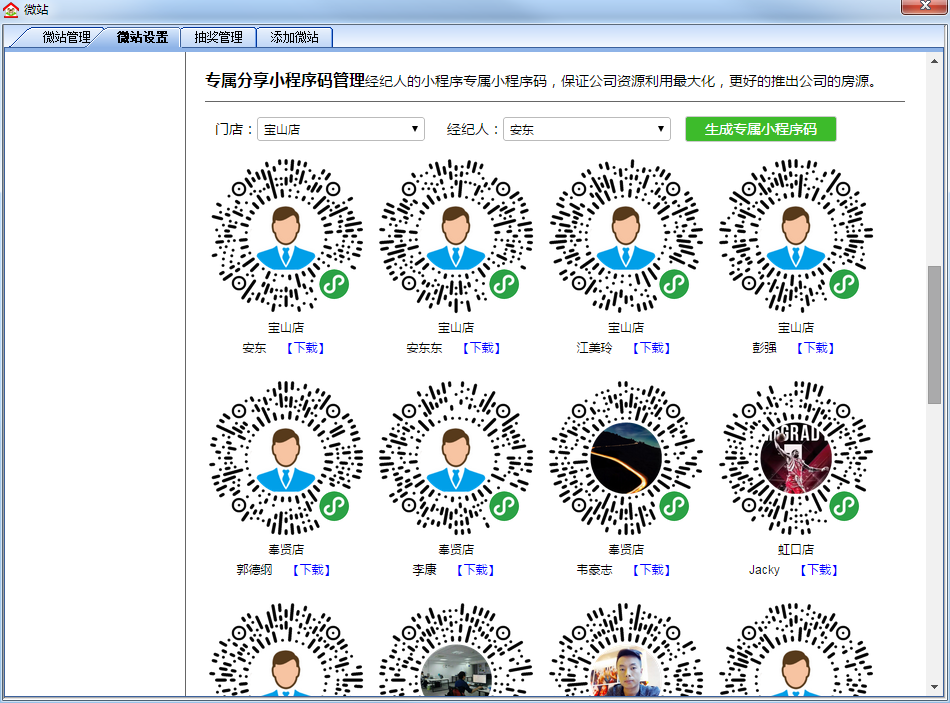 微站
微站管理 微站设置 抽奖管理 添加微站
专属分享小程序码管理经纪人的小程序专属小程序码，保证公司资源利用最大化，更好的推出公司的房源。
门店： 宝山店 经纪人： 安东 生成专属小程序码
宝山店 宝山店 宝山店 宝山店
安东 【下载】 安东东 【下载】 江美玲 【下载】 彭强 【下载】
GRAD
奉贤店 奉贤店 奉贤店 虹口店
郭德纲 【下载】 李康 【下载】 韦豪志 【下载】 Jacky 【下载】